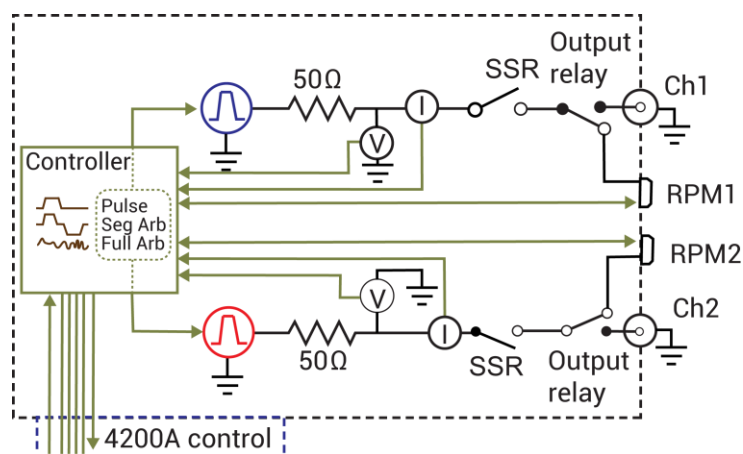 Output
relay
50Ω
SSR
Ch1
I
V
Controller
Pulse
Seg Arb
Full Arb
RPM1
RPM2
V
I
50Ω
SSR
Output
relay
Ch2
4200A control